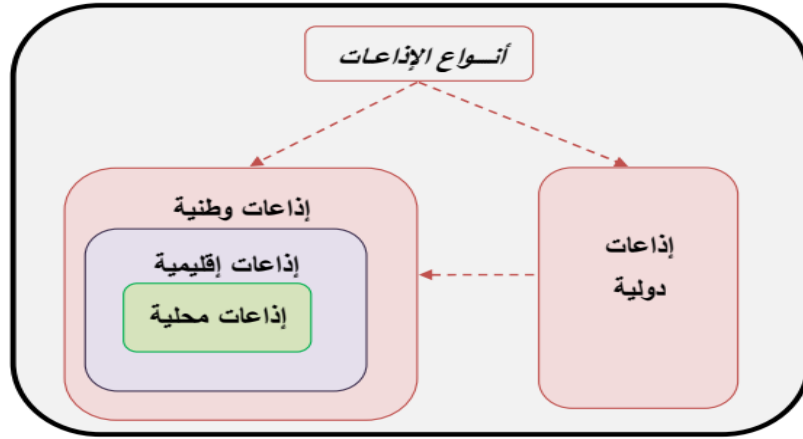 أنـــواع الإذاعـات
إذاعات وطنية
إذاعات إقليمية
إذاعات محلية
إذاعات
دولية